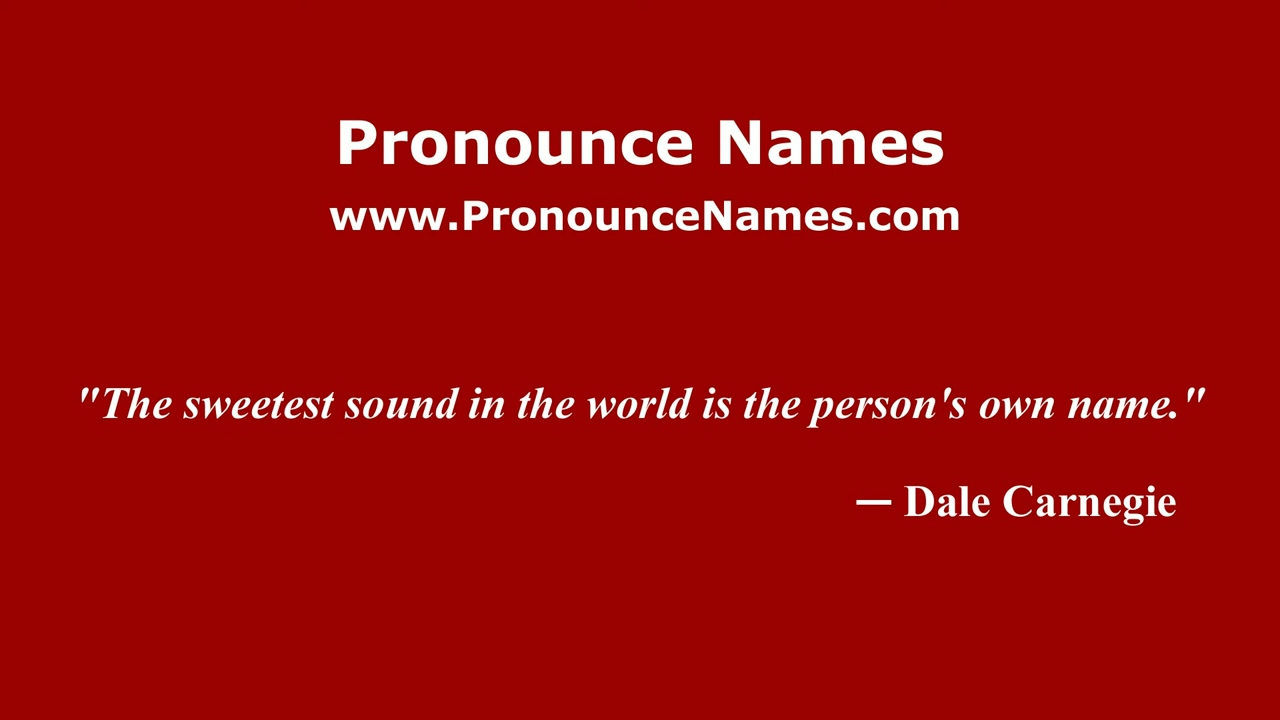 Pronounce Names
www.PronounceNames.com
"The sweetest sound in the world is the person's own name."
— Dale Carnegie